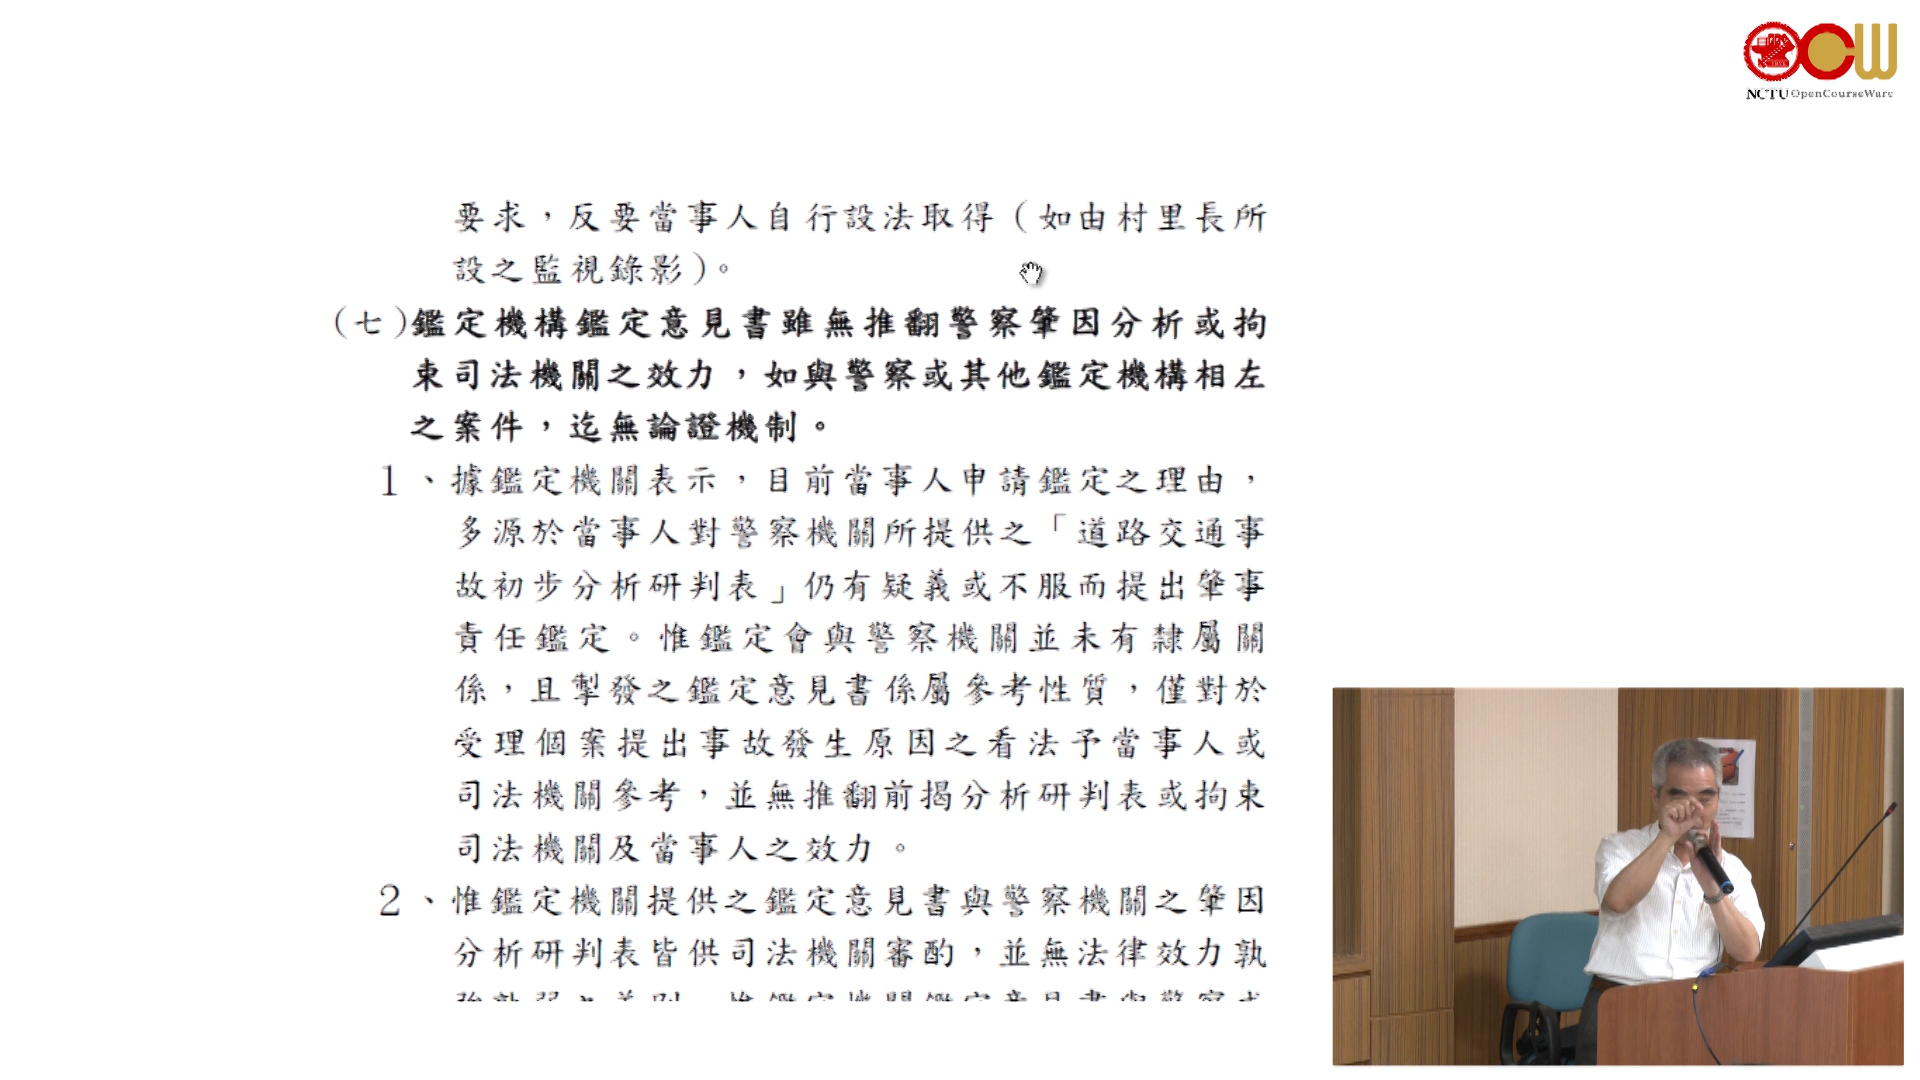 NCTU OpenCourseWare
要求，反要當事人自行設法取得（如由村里長所
設之監視錄影）。
（七）鑑定機構鑑定意見書雖無推翻警察肇因分析或拘
束司法機關之效力，如與警察或其他鑑定機構相左
之案件，迄無論證機制。
1、據鑑定機關表示，目前當事人申請鑑定之理由，
多源於當事人對警察機關所提供之「道路交通事
故初步分析研判表」仍有疑義或不服而提出肇事
責任鑑定。惟鑑定會與警察機關並未有隸屬關
係，且掣發之鑑定意見書係屬參考性質，僅對於
受理個案提出事故發生原因之看法予當事人或
司法機關參考，並無推翻前揭分析研判表或拘束
司法機關及當事人之效力。
2、惟鑑定機關提供之鑑定意見書與警察機關之肇因
分析研判表皆供司法機關審酌，並無法律效力孰